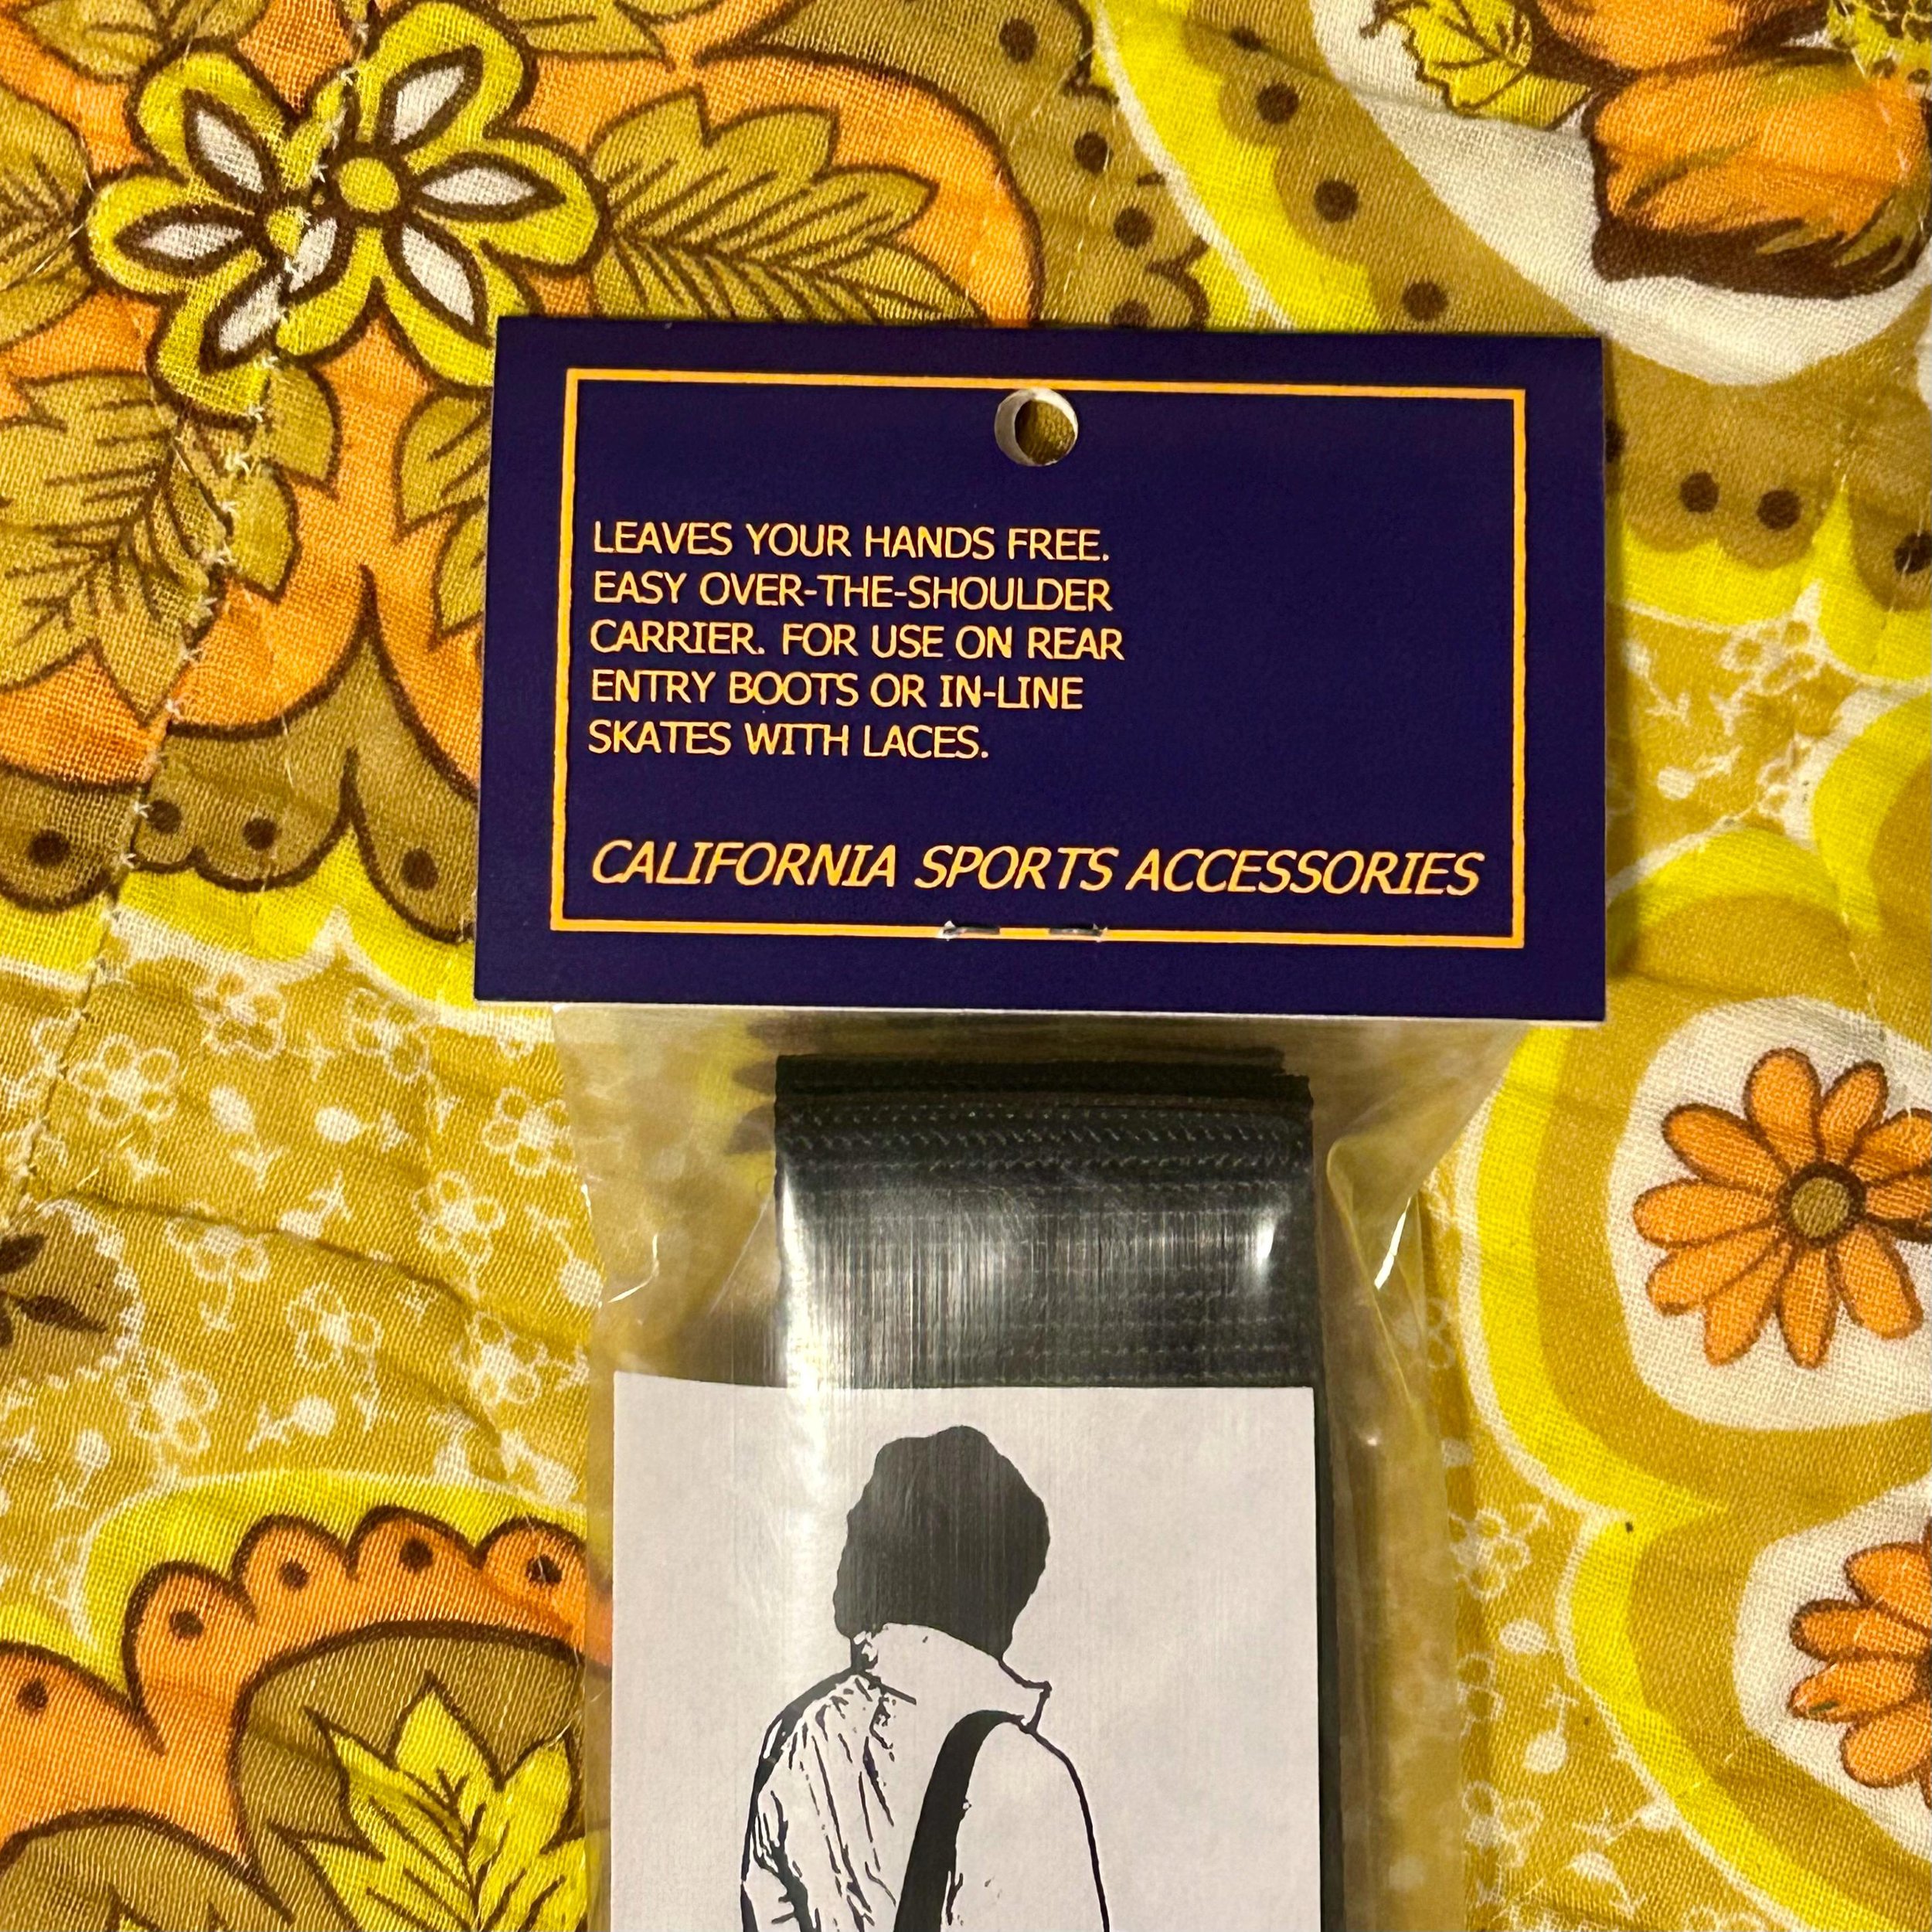 LEAVES YOUR HANDS FREE.
EASY OVER-THE-SHOULDER
CARRIER. FOR USE ON REAR
ENTRY BOOTS OR IN-LINE
SKATES WITH LACES.
CALIFORNIA SPORTS ACCESSORIES